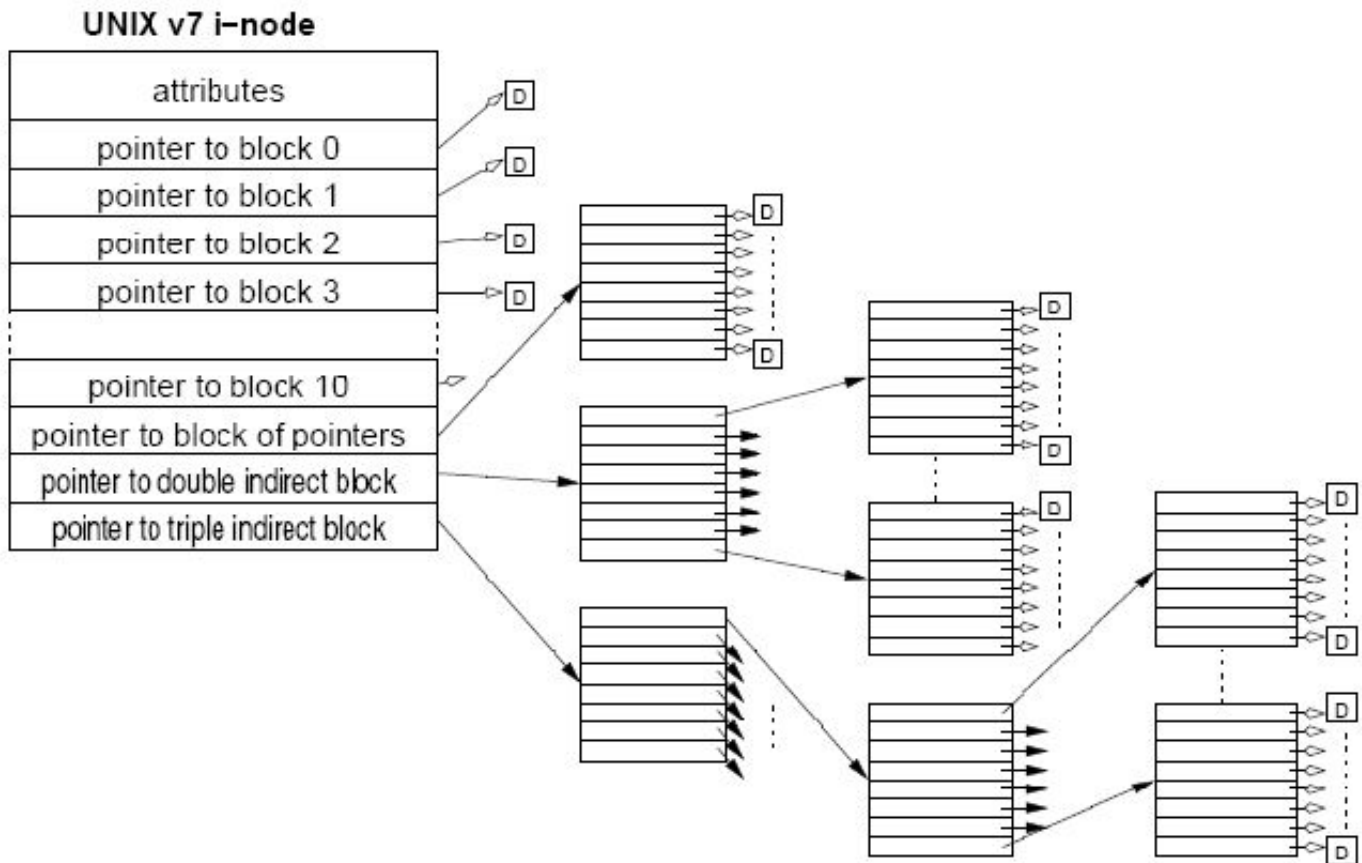 UNIX v7 i-node
attributes
pointer to block 0
pointer to block 1
pointer to block 2
pointer to block 3
pointer to block 10
pointer to block of pointers
pointer to double indirect block
pointer to triple indirect block
D
D
D
D
D
D
D
D
D
D
D
D
D